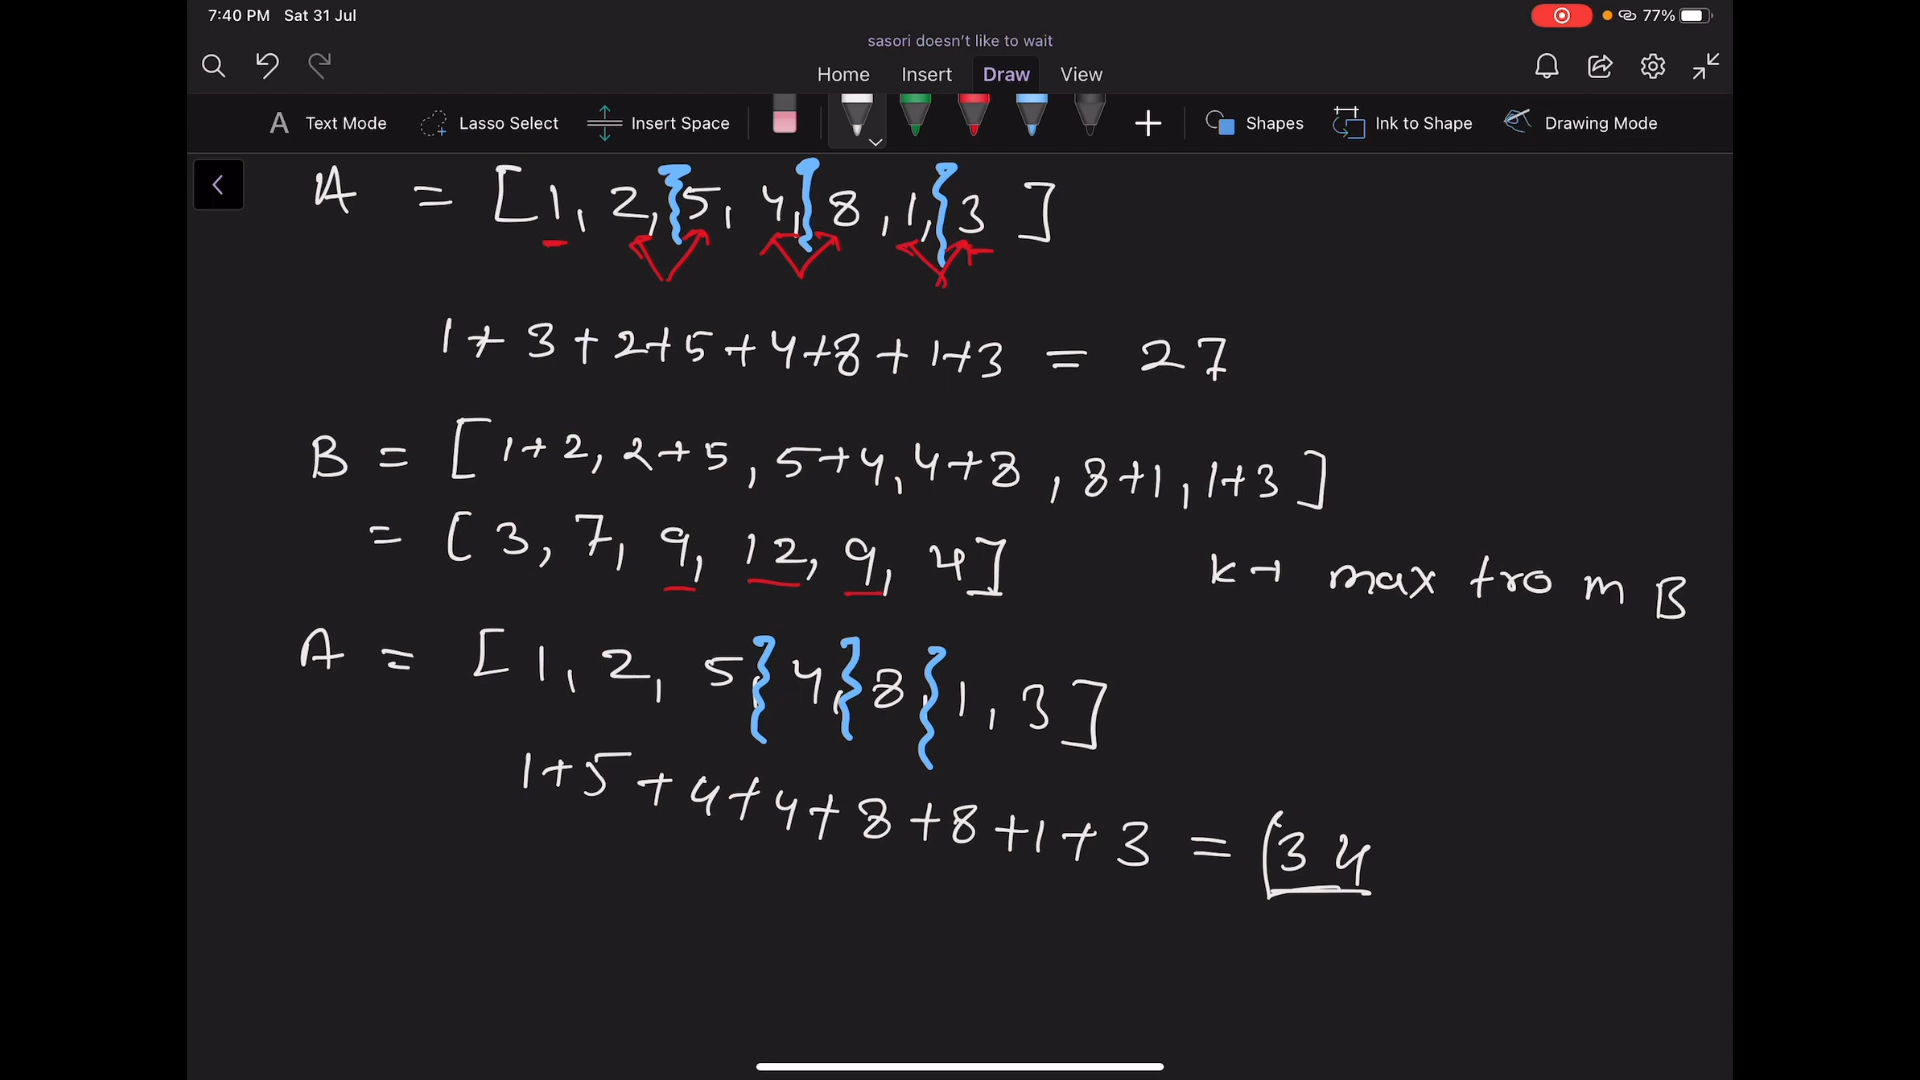 7:40 PM Sat 31 Jul
77%
sasori doesn't like to wait
Home Insert Draw View
Text Mode Lasso Select Insert Space Shapes Ink to Shape Drawing Mode
A = [1, 2, 5, 4, 8, 1, 3]
1+3+2+5+4+8+1+3 = 27
B = [1+2, 2+5, 5+4, 4+8, 8+1, 1+3]
= [3, 7, 9, 12, 9, 4]
k-1 max from B
A = [1, 2, 5, 4, 8, 1, 3]
1+5+4+4+8+8+1+3 = (34